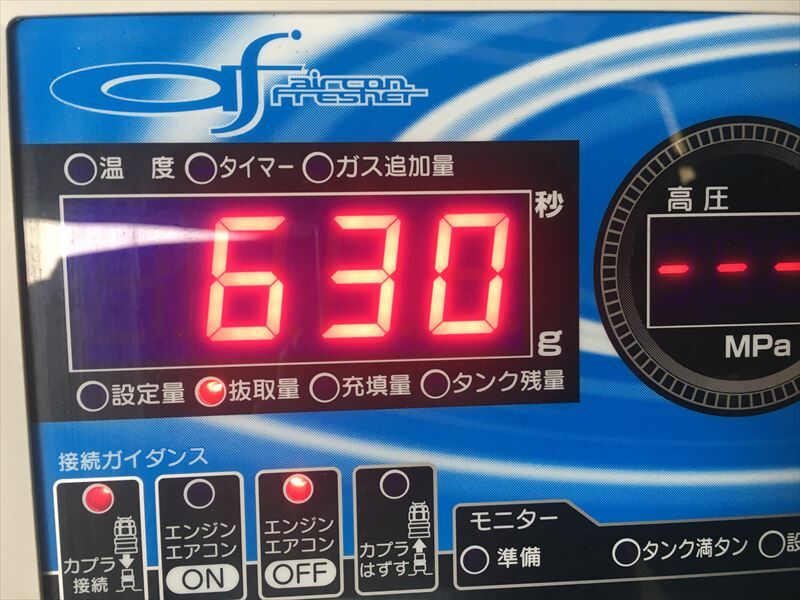 af aircon fresher
温度 タイマー ガス追加量
630
秒
g
高圧
---
MPa
設定量 抜取量 充填量 タンク残量
接続ガイダンス
カプラ
接続
エンジン
エアコン
ON
エンジン
エアコン
OFF
カプラ
はずす
モニター
準備 タンク満タン 設